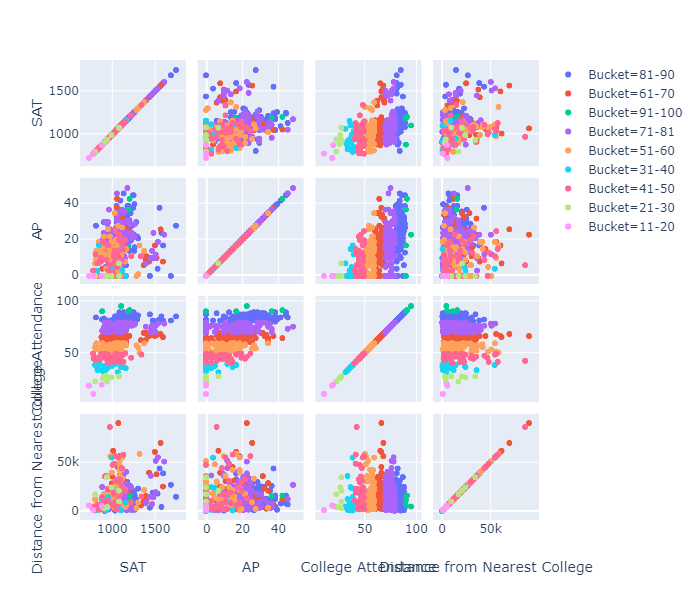 SAT
1500
1000
AP
40
20
0
College Attendance
100
50
Distance from Nearest College
50k
0
1000 1500
0 20 40
50 100
0 50k
SAT
AP
College Attendance
Distance from Nearest College
Bucket=81-90
Bucket=61-70
Bucket=91-100
Bucket=71-81
Bucket=51-60
Bucket=31-40
Bucket=41-50
Bucket=21-30
Bucket=11-20